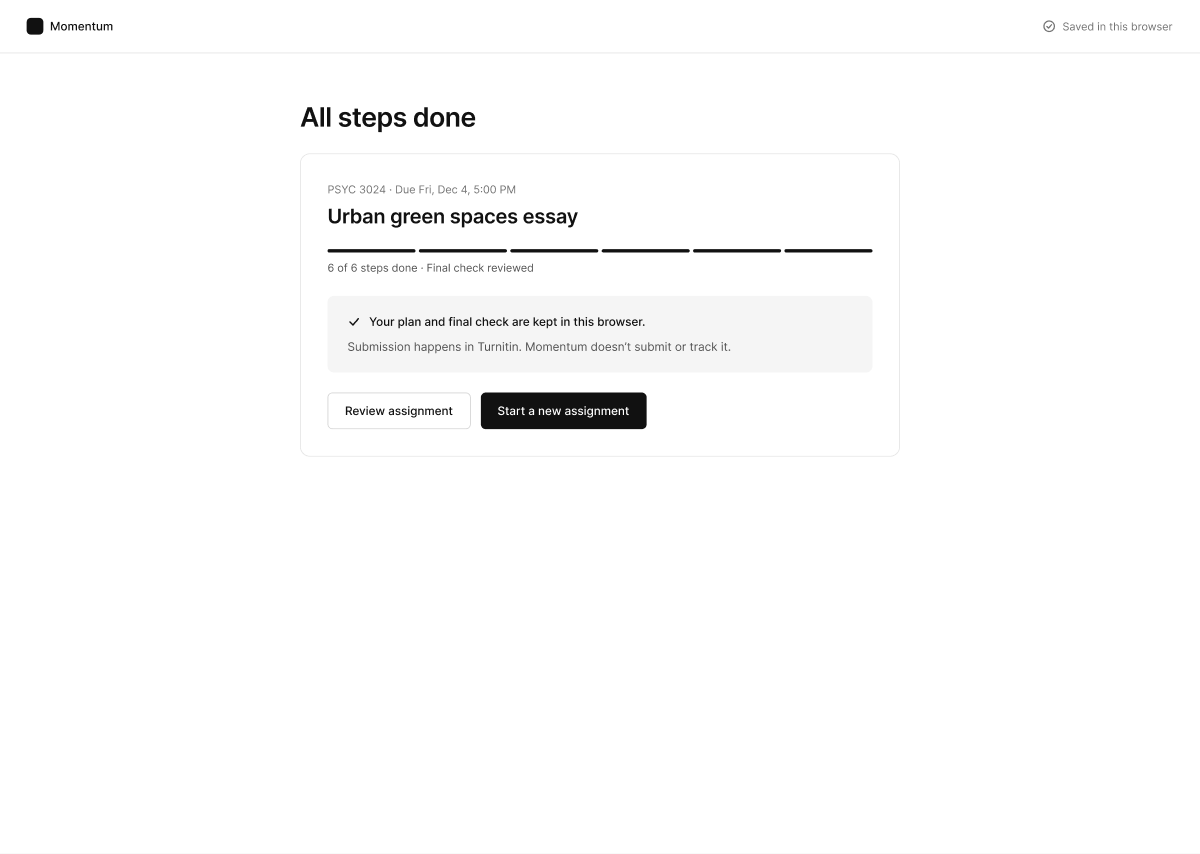 Momentum
Saved in this browser
All steps done
PSYC 3024 · Due Fri, Dec 4, 5:00 PM
Urban green spaces essay
6 of 6 steps done · Final check reviewed
Your plan and final check are kept in this browser.
Submission happens in Turnitin. Momentum doesn’t submit or track it.
Review assignment
Start a new assignment